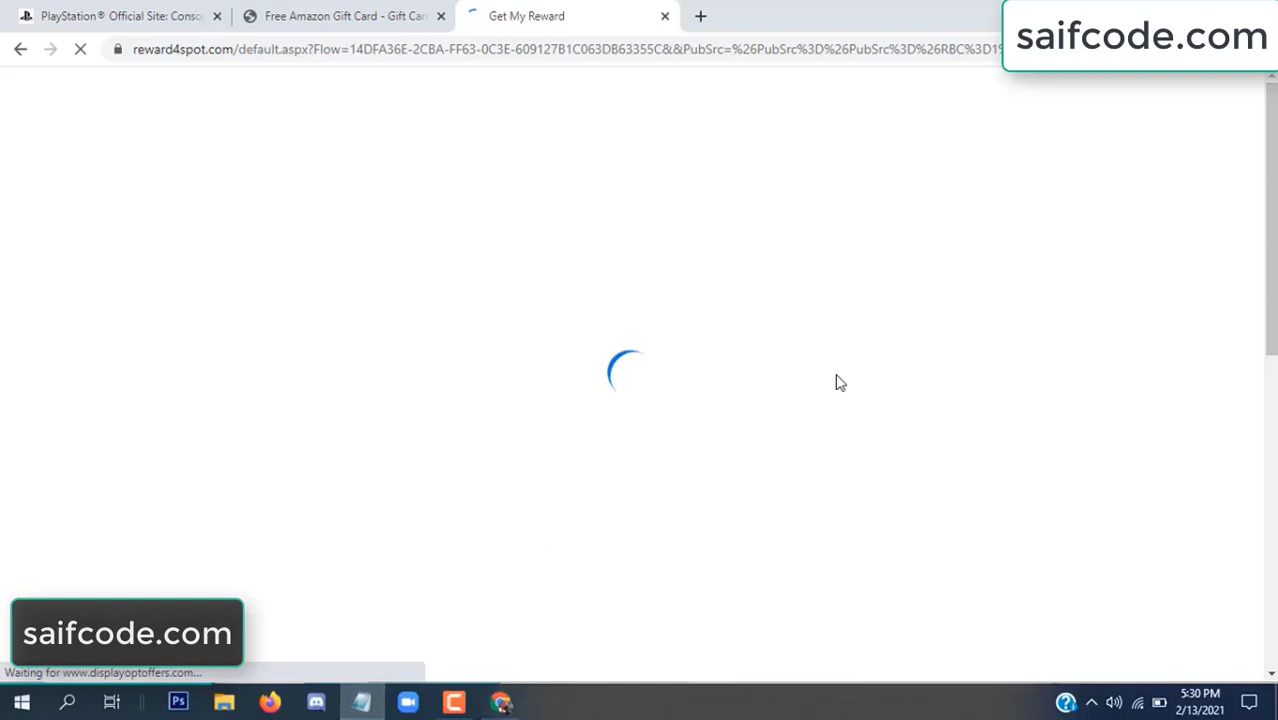 PlayStation® Official Site: Conso
Free Amazon Gift Card - Gift Car
Get My Reward
saifcode.com
reward4spot.com/default.aspx?Flow=14DFA36E-2CBA-FF63-0C3E-609127B1C063DB63355C&&PubSrc=%26PubSrc%3D%26PubSrc%3D%26RBC%3D1%
saifcode.com
Waiting for www.displayoptoffers.com...
Ps
5:30 PM
2/13/2021